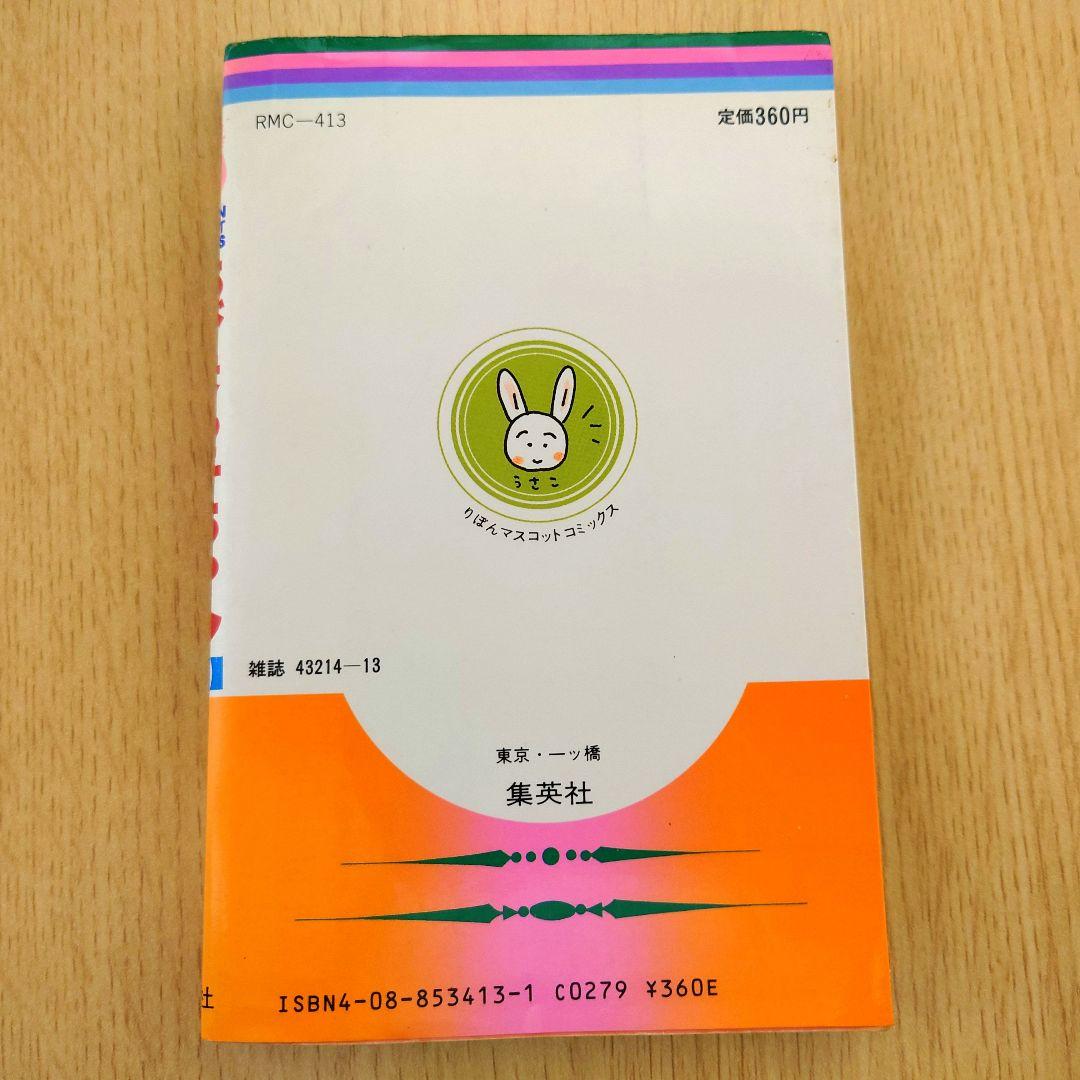 RMC—413
定価360円
うさこ
りぼんマスコットコミックス
雑誌 43214—13
東京・一ッ橋
集英社
社
ISBN4-08-853413-1 C0279 ¥360E